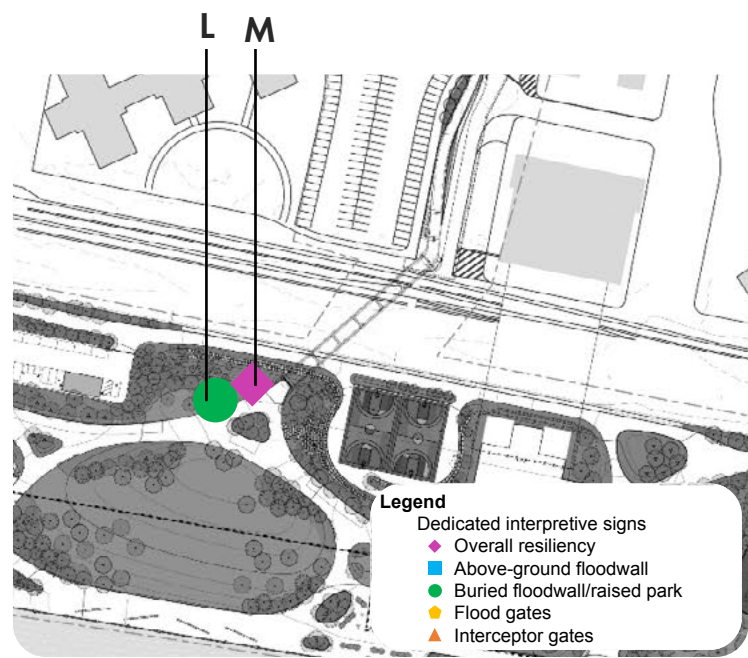 L M
Legend
Dedicated interpretive signs
Overall resiliency
Above-ground floodwall
Buried floodwall/raised park
Flood gates
Interceptor gates